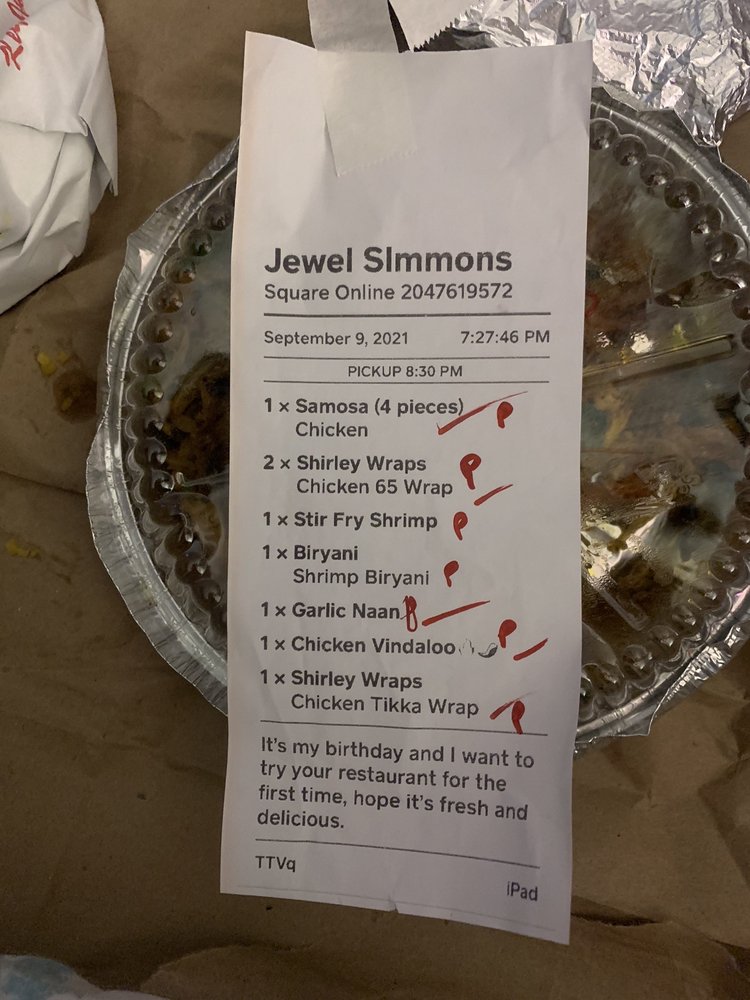 Jewel SImmons
Square Online 2047619572
September 9, 2021 7:27:46 PM
PICKUP 8:30 PM
1 x Samosa (4 pieces)
Chicken
2 x Shirley Wraps
Chicken 65 Wrap
1 x Stir Fry Shrimp
1 x Biryani
Shrimp Biryani
1 x Garlic Naan
1 x Chicken Vindaloo
1 x Shirley Wraps
Chicken Tikka Wrap
It's my birthday and I want to
try your restaurant for the
first time, hope it's fresh and
delicious.
TTVq
iPad